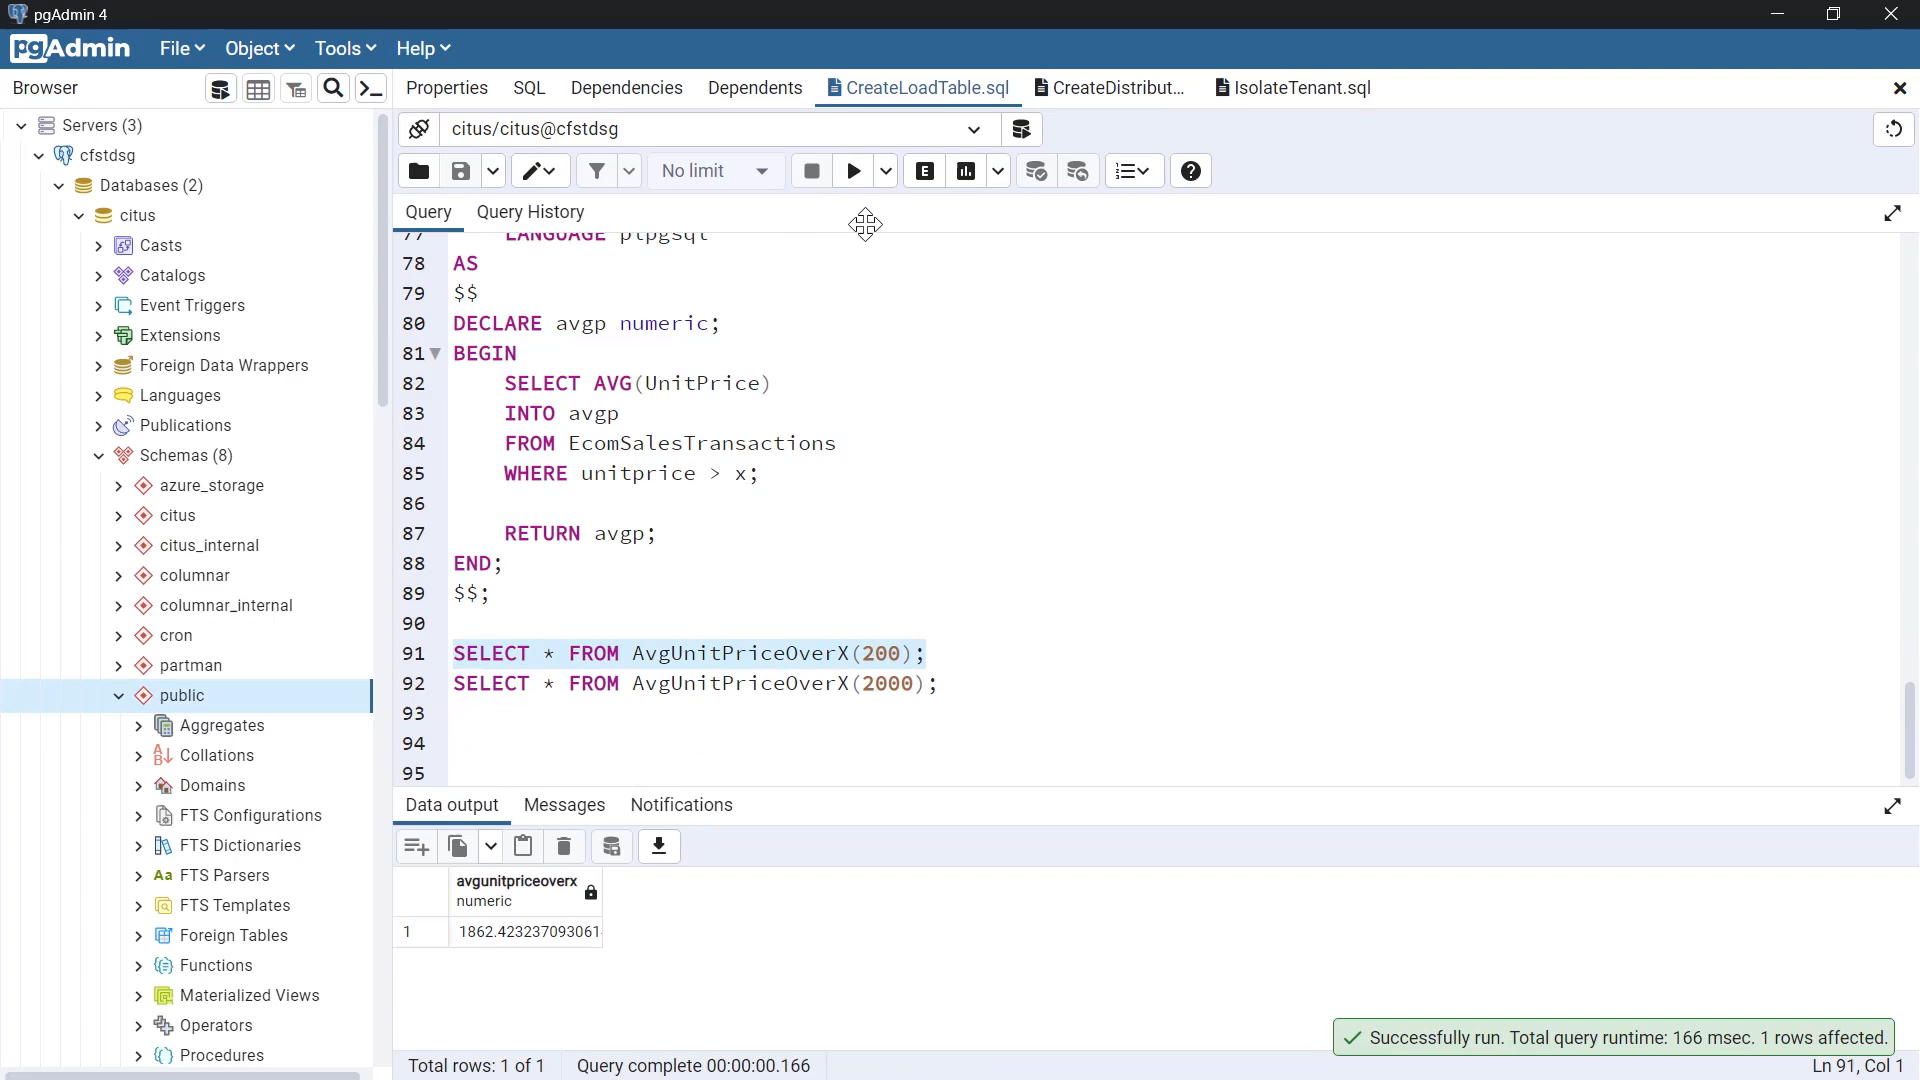 pgAdmin 4
pgAdmin File Object Tools Help
Browser
Properties SQL Dependencies Dependents CreateLoadTable.sql CreateDistribut... IsolateTenant.sql
Servers (3)
cfstdsg
Databases (2)
citus
Casts
Catalogs
Event Triggers
Extensions
Foreign Data Wrappers
Languages
Publications
Schemas (8)
azure_storage
citus
citus_internal
columnar
columnar_internal
cron
partman
public
Aggregates
Collations
Domains
FTS Configurations
FTS Dictionaries
Aa FTS Parsers
FTS Templates
Foreign Tables
Functions
Materialized Views
Operators
Procedures
citus/citus@cfstdsg
No limit
E
Query Query History
77 LANGUAGE plpgsql
78 AS
79 $$
80 DECLARE avgp numeric;
81 BEGIN
82 SELECT AVG(UnitPrice)
83 INTO avgp
84 FROM EcomSalesTransactions
85 WHERE unitprice > x;
86
87 RETURN avgp;
88 END;
89 $$;
90
91 SELECT * FROM AvgUnitPriceOverX(200);
92 SELECT * FROM AvgUnitPriceOverX(2000);
93
94
95
Data output Messages Notifications
avgunitpriceoverx
numeric
1 1862.423237093061
Successfully run. Total query runtime: 166 msec. 1 rows affected.
Total rows: 1 of 1 Query complete 00:00:00.166 Ln 91, Col 1